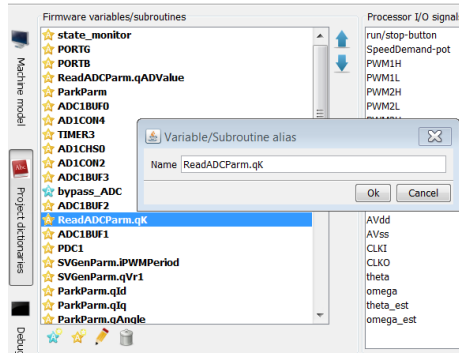 Firmware variables/subroutines
state_monitor
PORTG
PORTB
ReadADCParm.qADValue
ParkParm
ADC1BUF0
AD1CON4
TIMER3
AD1CHS0
AD1CON2
ADC1BUF3
bypass_ADC
ADC1BUF2
ReadADCParm.qK
ADC1BUF1
PDC1
SVGenParm.iPWMPeriod
SVGenParm.qVr1
ParkParm.qId
ParkParm.qIq
ParkParm.qAngle
Processor I/O signal
run/stop-button
SpeedDemand-pot
PWM1H
PWM1L
PWM2H
PWM2L
AVdd
AVss
CLKI
CLKO
theta
omega
theta_est
omega_est
Variable/Subroutine alias
Name
ReadADCParm.qK
Ok
Cancel
Machine model
Abc
Project dictionaries
Debug